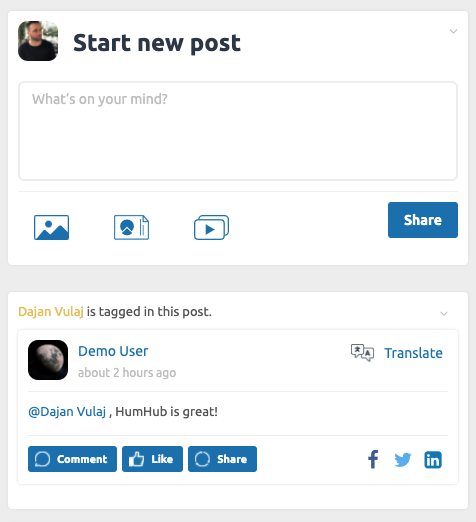 Start new post
What's on your mind?
Share
Dajan Vulaj is tagged in this post.
Demo User
Translate
about 2 hours ago
@Dajan Vulaj , HumHub is great!
Comment Like Share